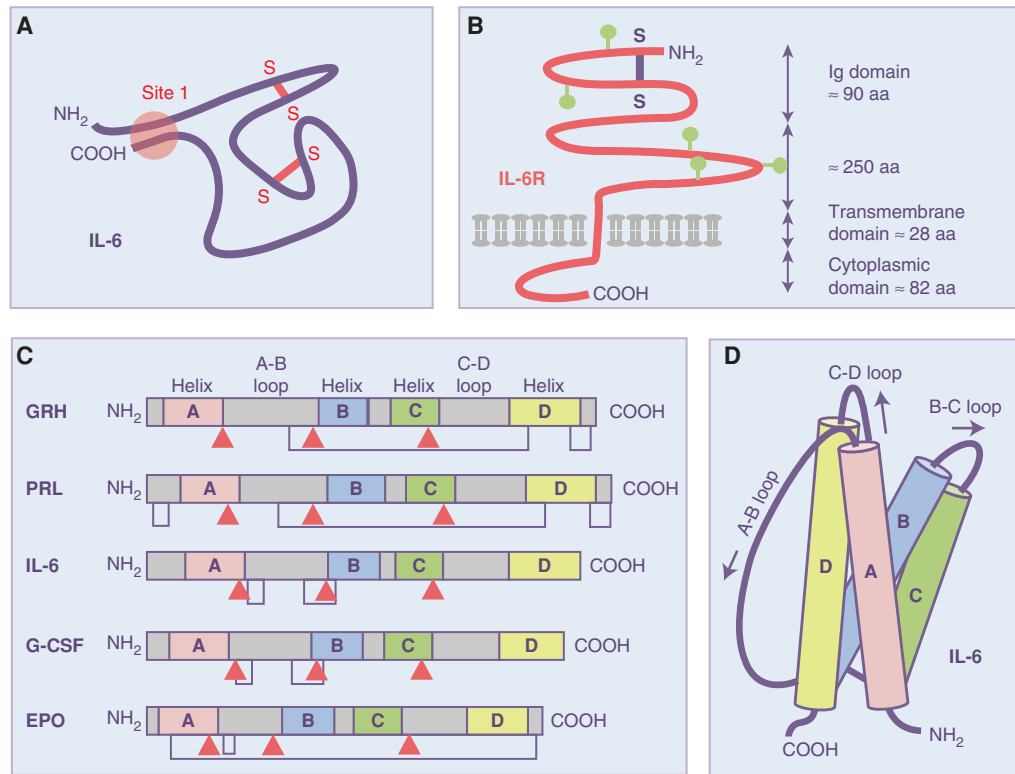 A
Site 1
NH2
COOH
S
S
S
S
IL-6
B
S
NH2
S
IL-6R
COOH
Ig domain
≈ 90 aa
≈ 250 aa
Transmembrane
domain ≈ 28 aa
Cytoplasmic
domain ≈ 82 aa
C
A-B
loop
C-D
loop
Helix Helix Helix Helix
GRH NH2 A B C D COOH
PRL NH2 A B C D COOH
IL-6 NH2 A B C D COOH
G-CSF NH2 A B C D COOH
EPO NH2 A B C D COOH
D
C-D loop
B-C loop
A-B loop
D
A
B
C
IL-6
COOH
NH2